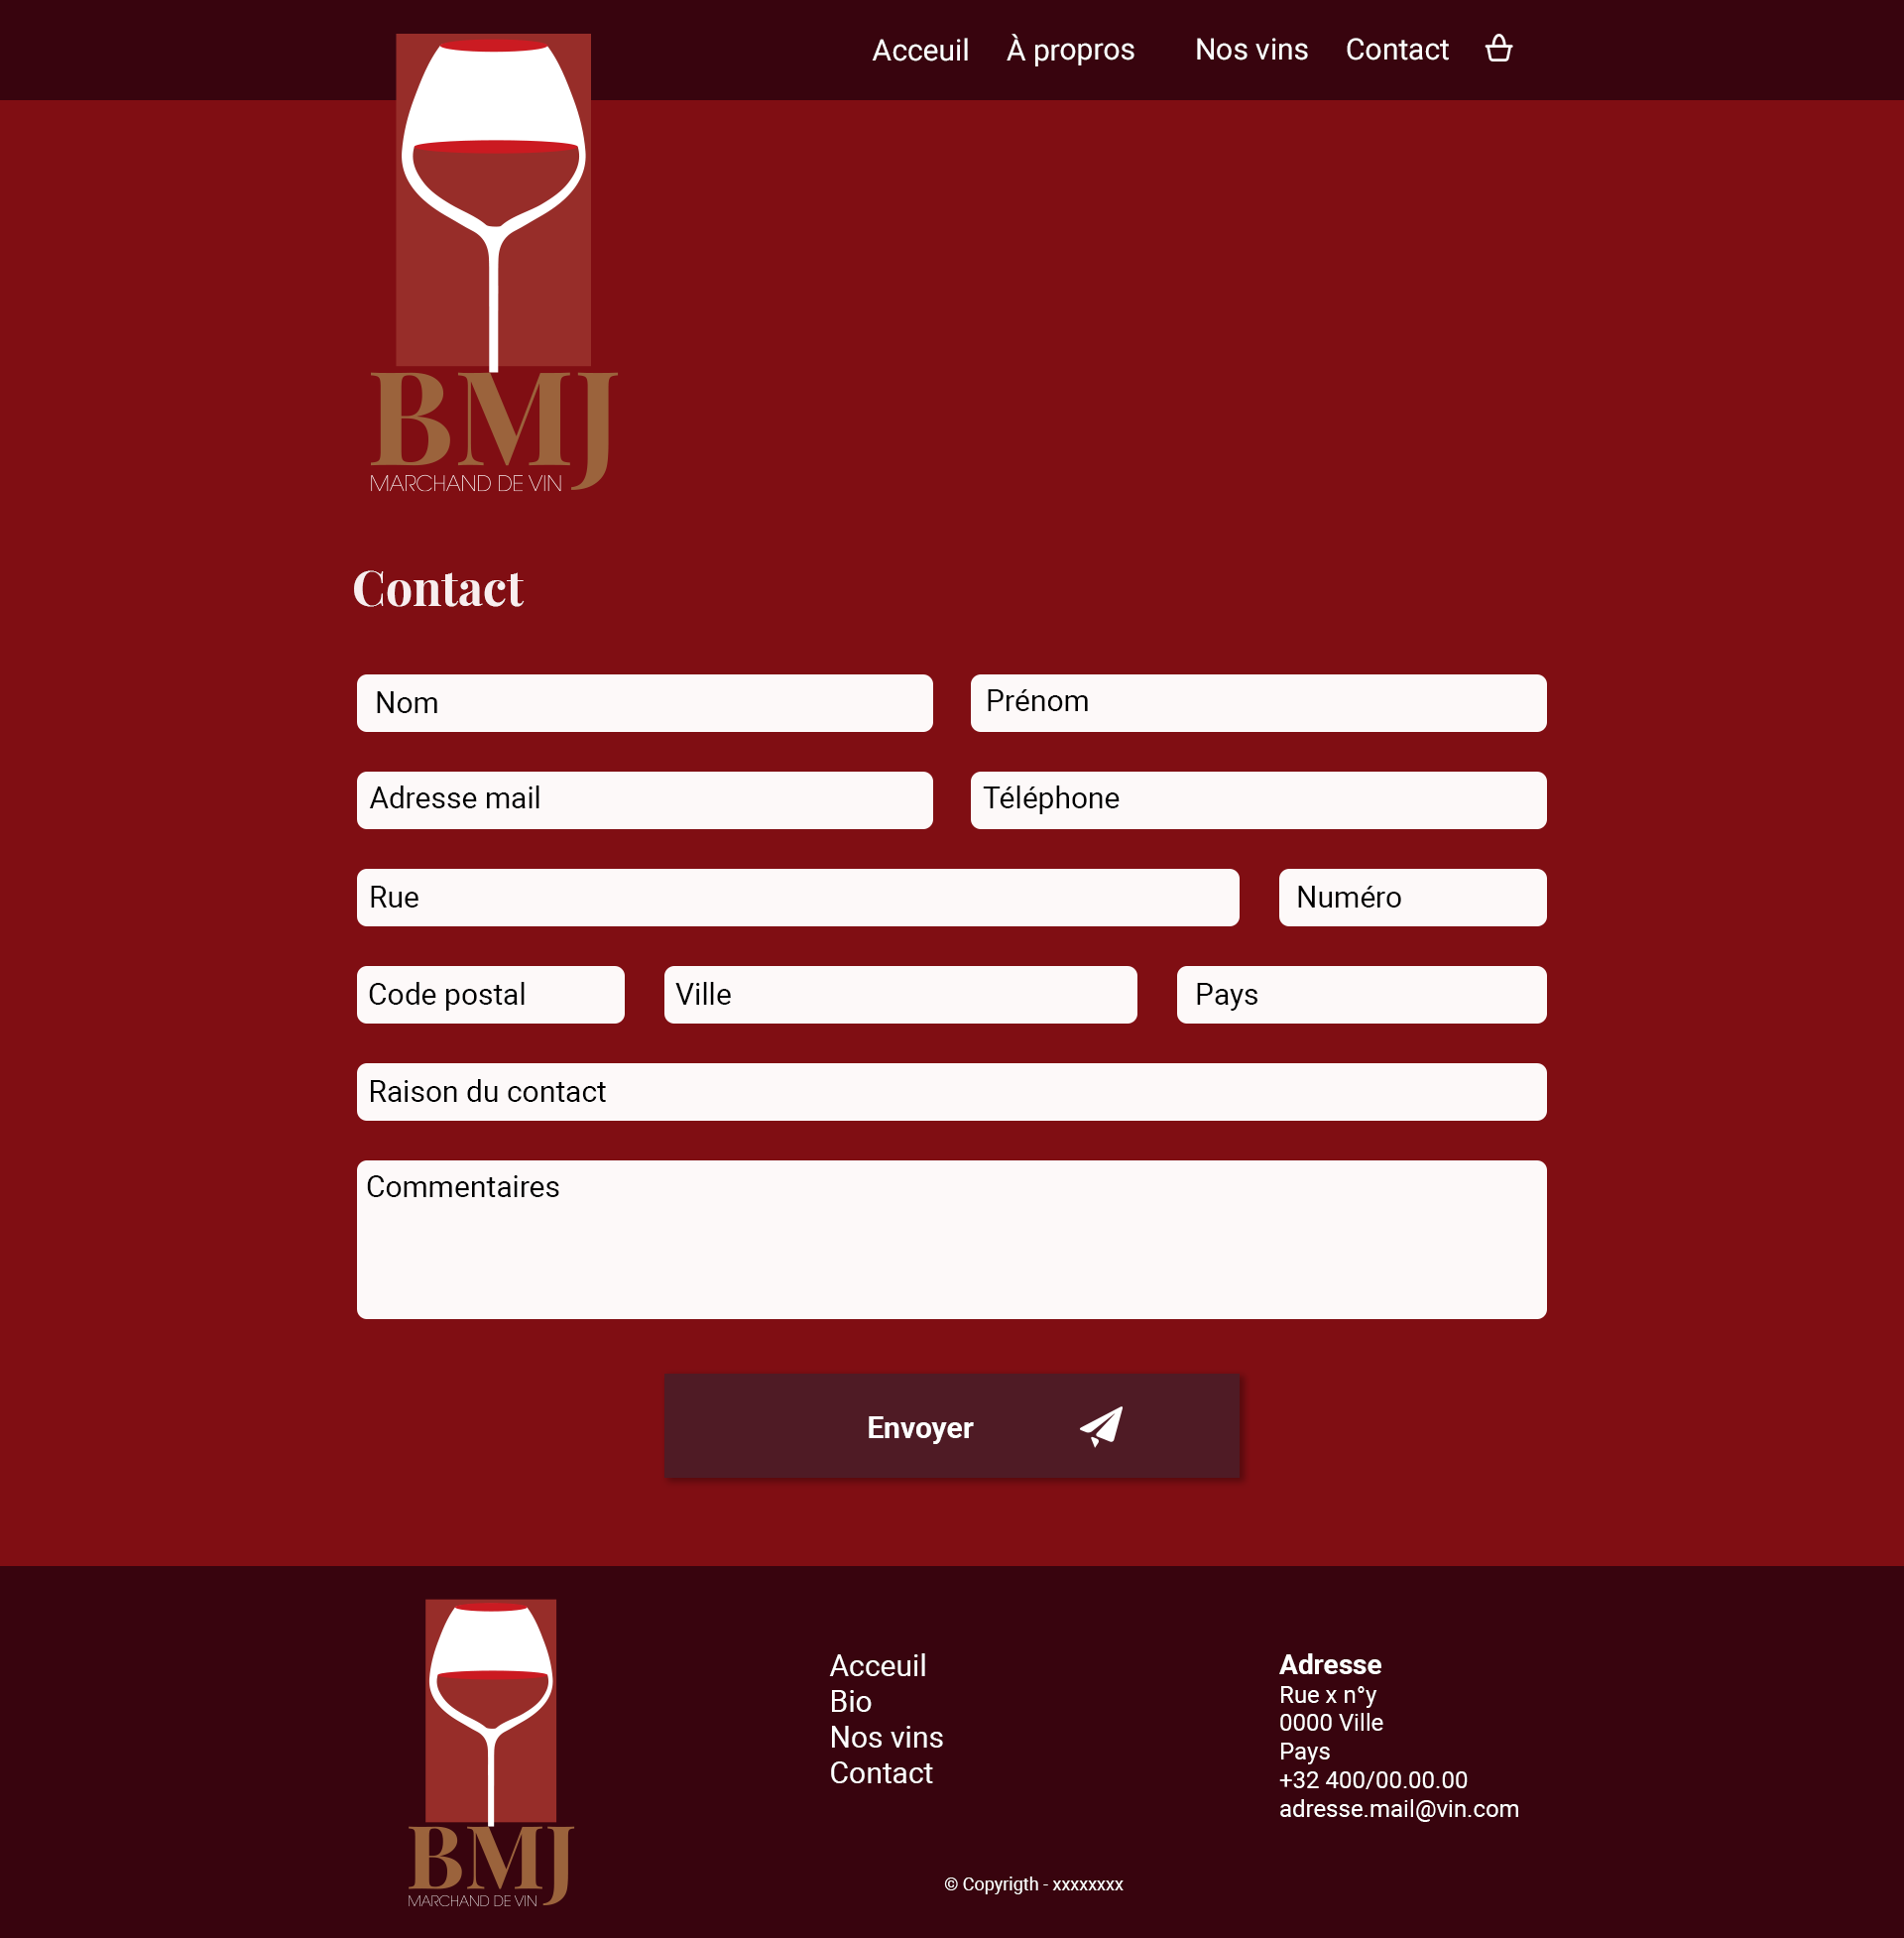 Acceuil À propros Nos vins Contact
BMJ
MARCHAND DE VIN
Contact
Nom Prénom
Adresse mail Téléphone
Rue Numéro
Code postal Ville Pays
Raison du contact
Commentaires
Envoyer
BMJ
MARCHAND DE VIN
Acceuil
Bio
Nos vins
Contact
Adresse
Rue x n°y
0000 Ville
Pays
+32 400/00.00.00
adresse.mail@vin.com
© Copyrigth - xxxxxxxx